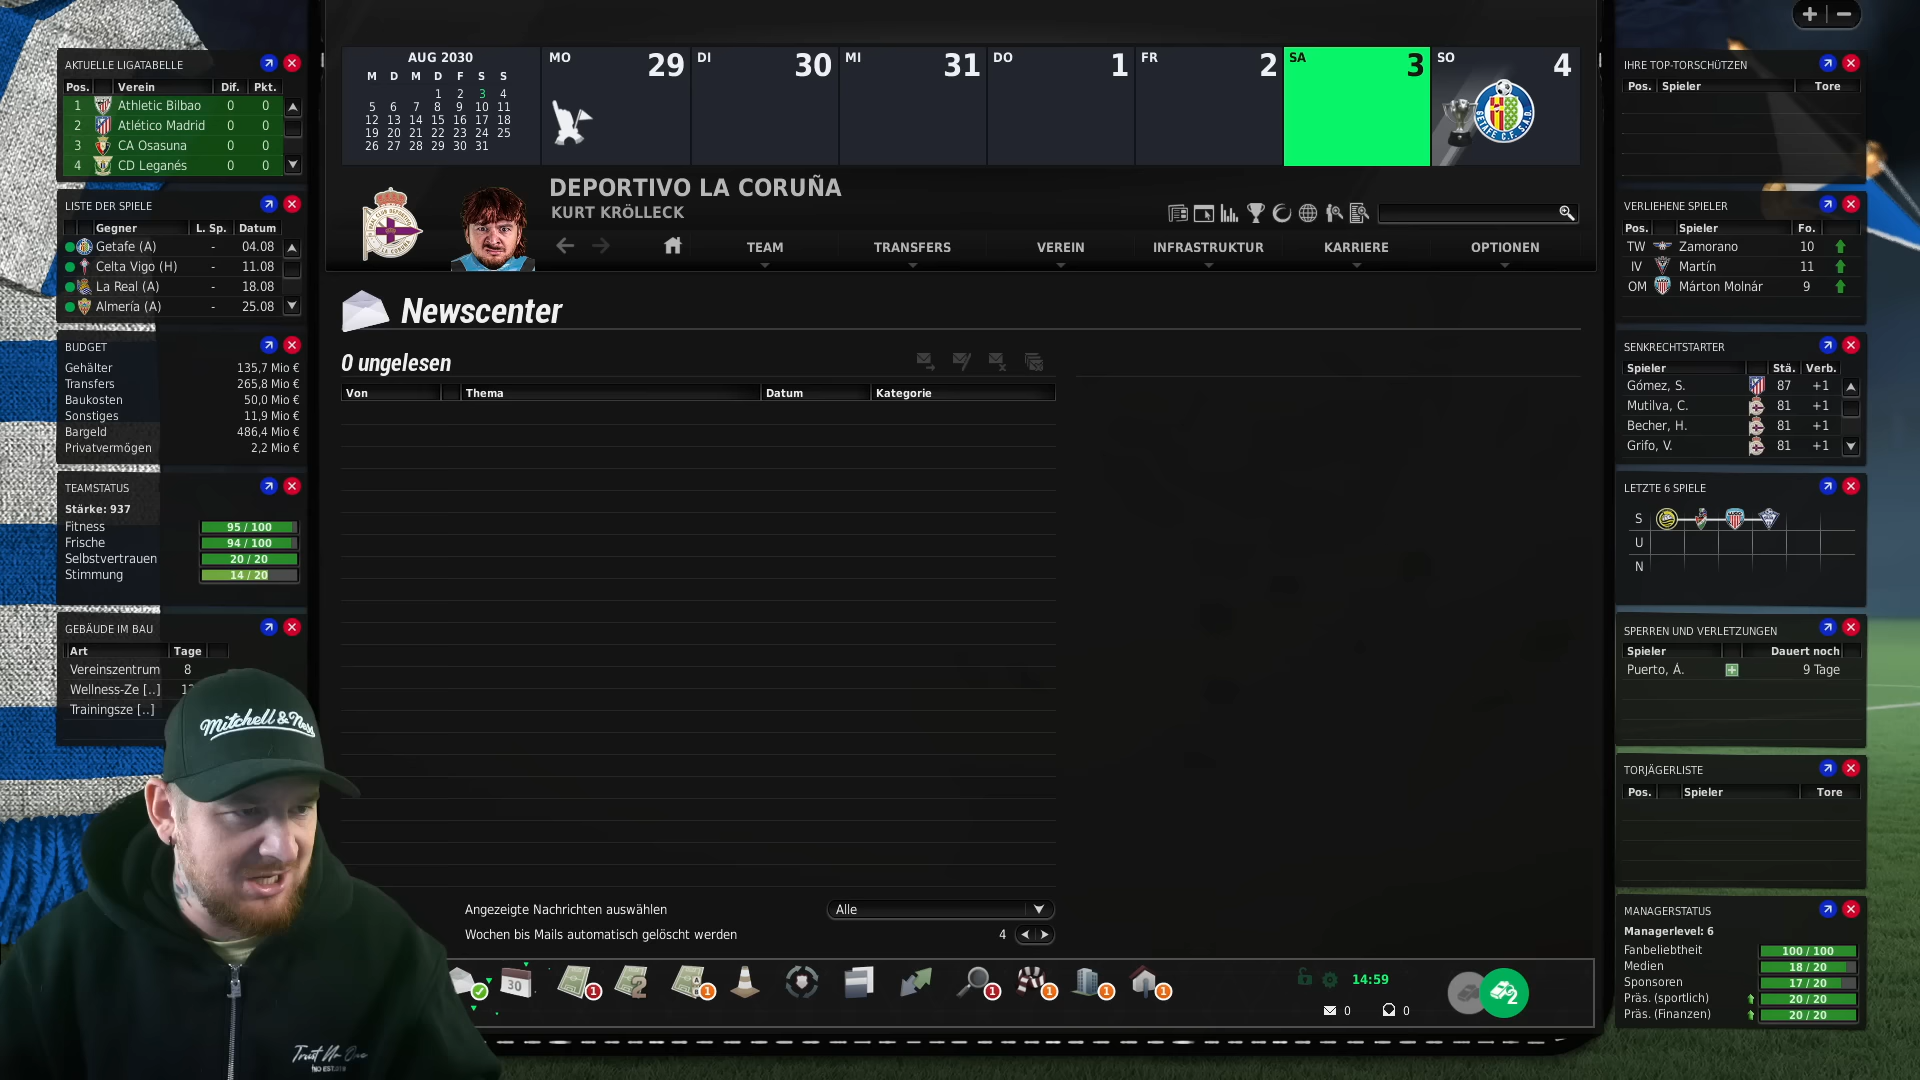 AKTUELLE LIGATABELLE
Pos. Verein Dif. Pkt.
1 Athletic Bilbao 0 0
2 Atlético Madrid 0 0
3 CA Osasuna 0 0
4 CD Leganés 0 0
LISTE DER SPIELE
Gegner L. Sp. Datum
Getafe (A) - 04.08
Celta Vigo (H) - 11.08
La Real (A) - 18.08
Almería (A) - 25.08
BUDGET
Gehälter 135,7 Mio €
Transfers 265,8 Mio €
Baukosten 50,0 Mio €
Sonstiges 11,9 Mio €
Bargeld 486,4 Mio €
Privatvermögen 2,2 Mio €
TEAMSTATUS
Stärke: 937
Fitness 95 / 100
Frische 94 / 100
Selbstvertrauen 20 / 20
Stimmung 14 / 20
GEBÄUDE IM BAU
Art Tage
Vereinszentrum 8
Wellness-Ze [..]
Trainingsze [..]
Mitchell & Ness
Trust No One
AUG 2030
M D M D F S S
1 2 3 4
5 6 7 8 9 10 11
12 13 14 15 16 17 18
19 20 21 22 23 24 25
26 27 28 29 30 31
MO 29
DI 30
MI 31
DO 1
FR 2
SA 3
SO 4
GETAFE C.F. S.A.D.
DEPORTIVO LA CORUÑA
KURT KRÖLLECK
TEAM TRANSFERS VEREIN INFRASTRUKTUR KARRIERE OPTIONEN
Newscenter
0 ungelesen
Von Thema Datum Kategorie
Angezeigte Nachrichten auswählen Alle
Wochen bis Mails automatisch gelöscht werden 4
30 1 2 1 1 1 1 1
14:59
0 0
2
IHRE TOP-TORSCHÜTZEN
Pos. Spieler Tore
VERLIEHENE SPIELER
Pos. Spieler Fo.
TW Zamorano 10
IV Martín 11
OM Márton Molnár 9
SENKRECHTSTARTER
Spieler Stä. Verb.
Gómez, S. 87 +1
Mutilva, C. 81 +1
Becher, H. 81 +1
Grifo, V. 81 +1
LETZTE 6 SPIELE
S
U
N
SPERREN UND VERLETZUNGEN
Spieler Dauert noch
Puerto, Á. 9 Tage
TORJÄGERLISTE
Pos. Spieler Tore
MANAGERSTATUS
Managerlevel: 6
Fanbeliebtheit 100 / 100
Medien 18 / 20
Sponsoren 17 / 20
Präs. (sportlich) 20 / 20
Präs. (Finanzen) 20 / 20